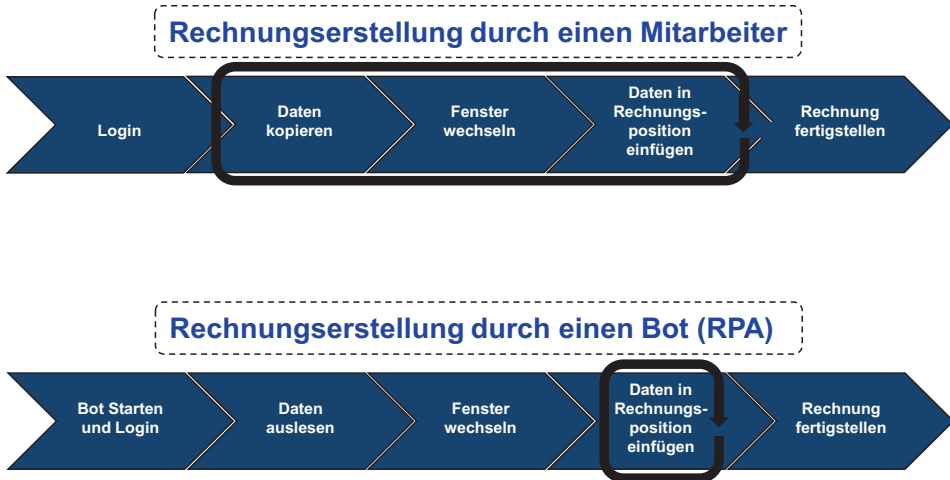 Rechnungserstellung durch einen Mitarbeiter
Login
Daten
kopieren
Fenster
wechseln
Daten in
Rechnungs-
position
einfügen
Rechnung
fertigstellen
Rechnungserstellung durch einen Bot (RPA)
Bot Starten
und Login
Daten
auslesen
Fenster
wechseln
Daten in
Rechnungs-
position
einfügen
Rechnung
fertigstellen